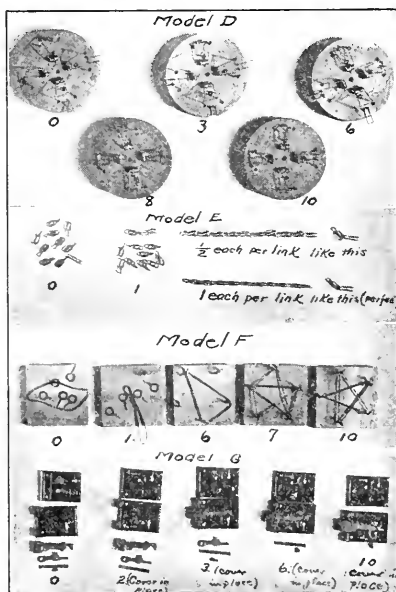 Model D
0 3 6
8 10
Model E
0 1
1/2 each per link like this
1 each per link like this (perfec
Model F
0 1 6 7 10
Model G
0 2 (Cover in place) 3 (cover in place) 6 (cover in place) 10 (cover in place)